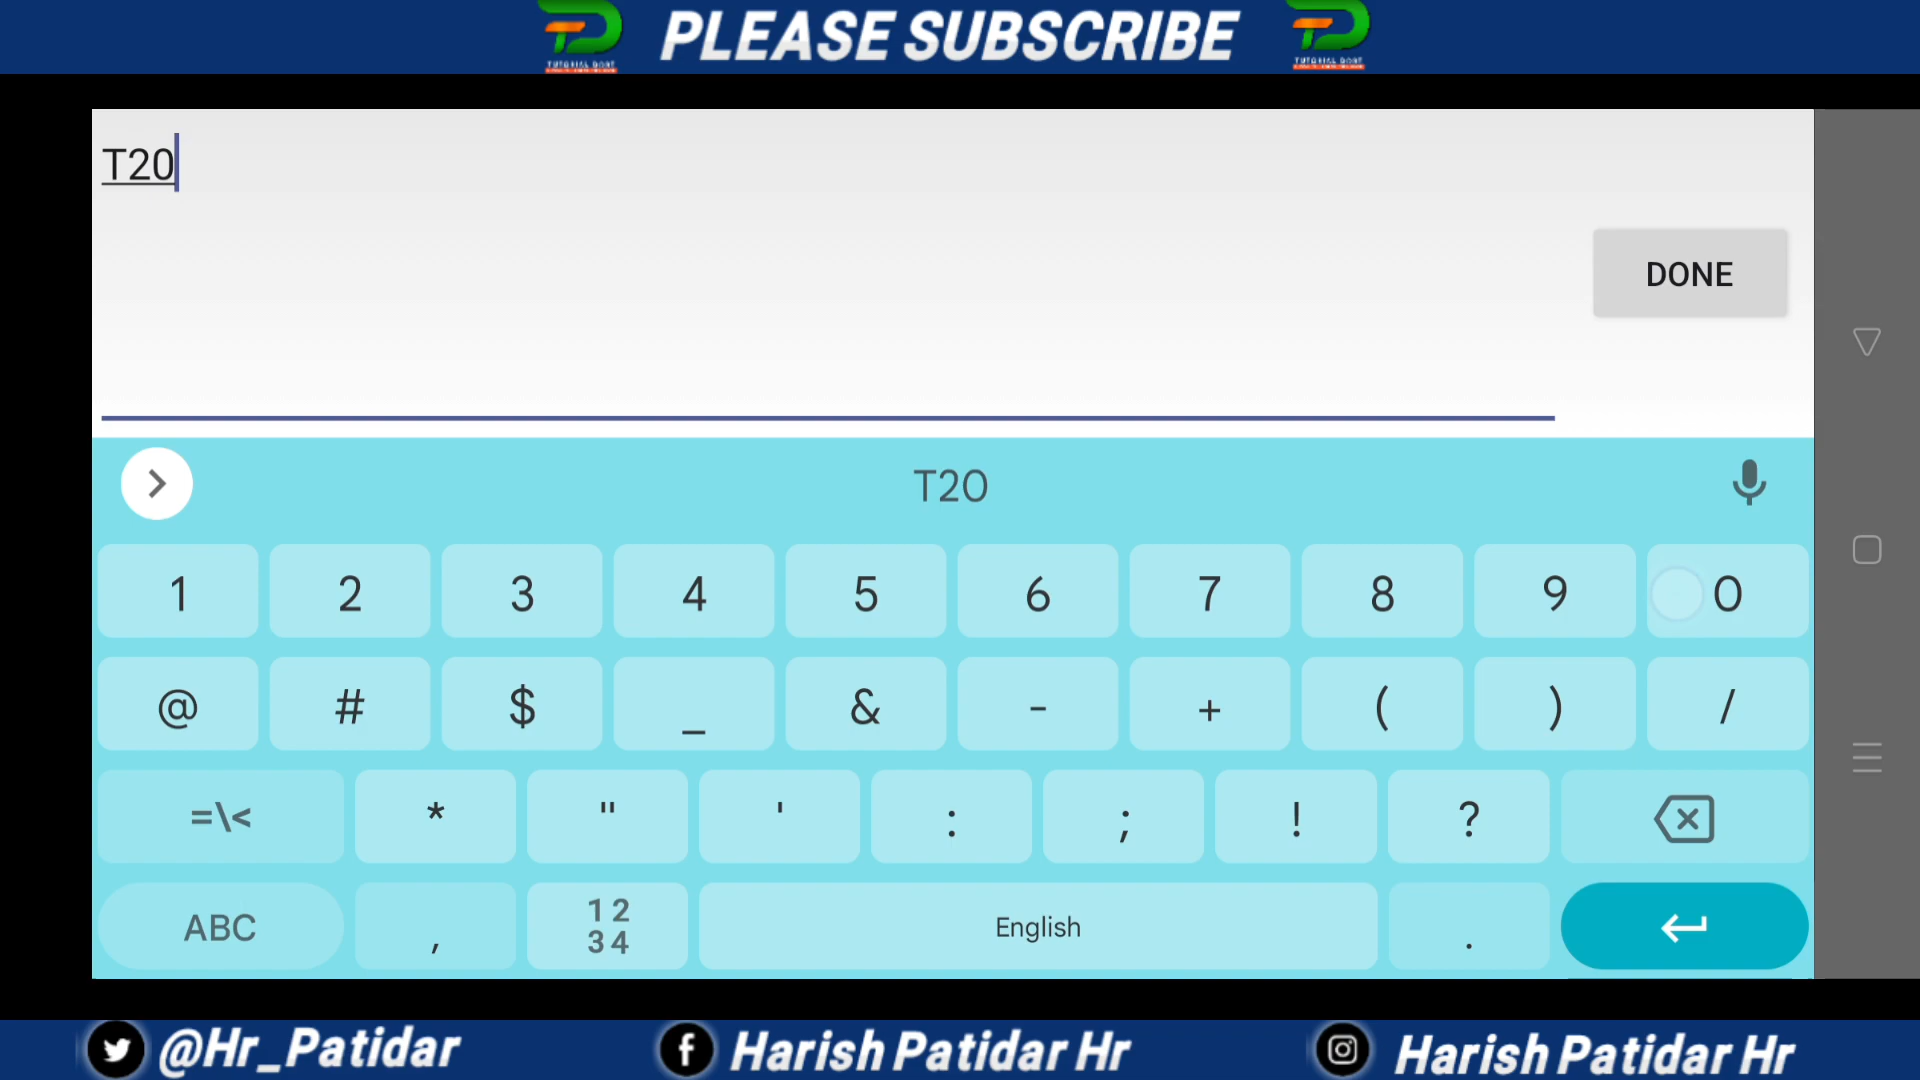 PLEASE SUBSCRIBE
T20
DONE
T20
1 2 3 4 5 6 7 8 9 0
@ # $ _ & - + ( ) /
=\< * " ' : ; ! ?
ABC , 1 2 3 4 English .
@Hr_Patidar Harish Patidar Hr Harish Patidar Hr